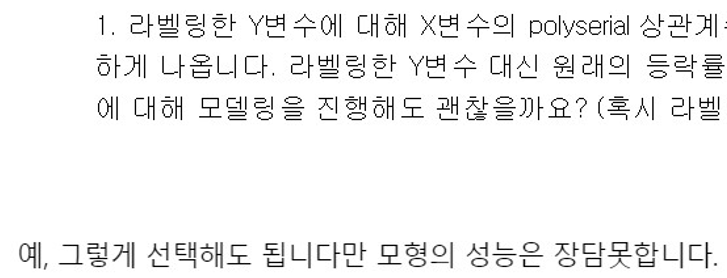 1. 라벨링한 Y변수에 대해 X변수의 polyserial 상관계
하게 나옵니다. 라벨링한 Y변수 대신 원래의 등락률
에 대해 모델링을 진행해도 괜찮을까요? (혹시 라벨
예, 그렇게 선택해도 됩니다만 모형의 성능은 장담못합니다.